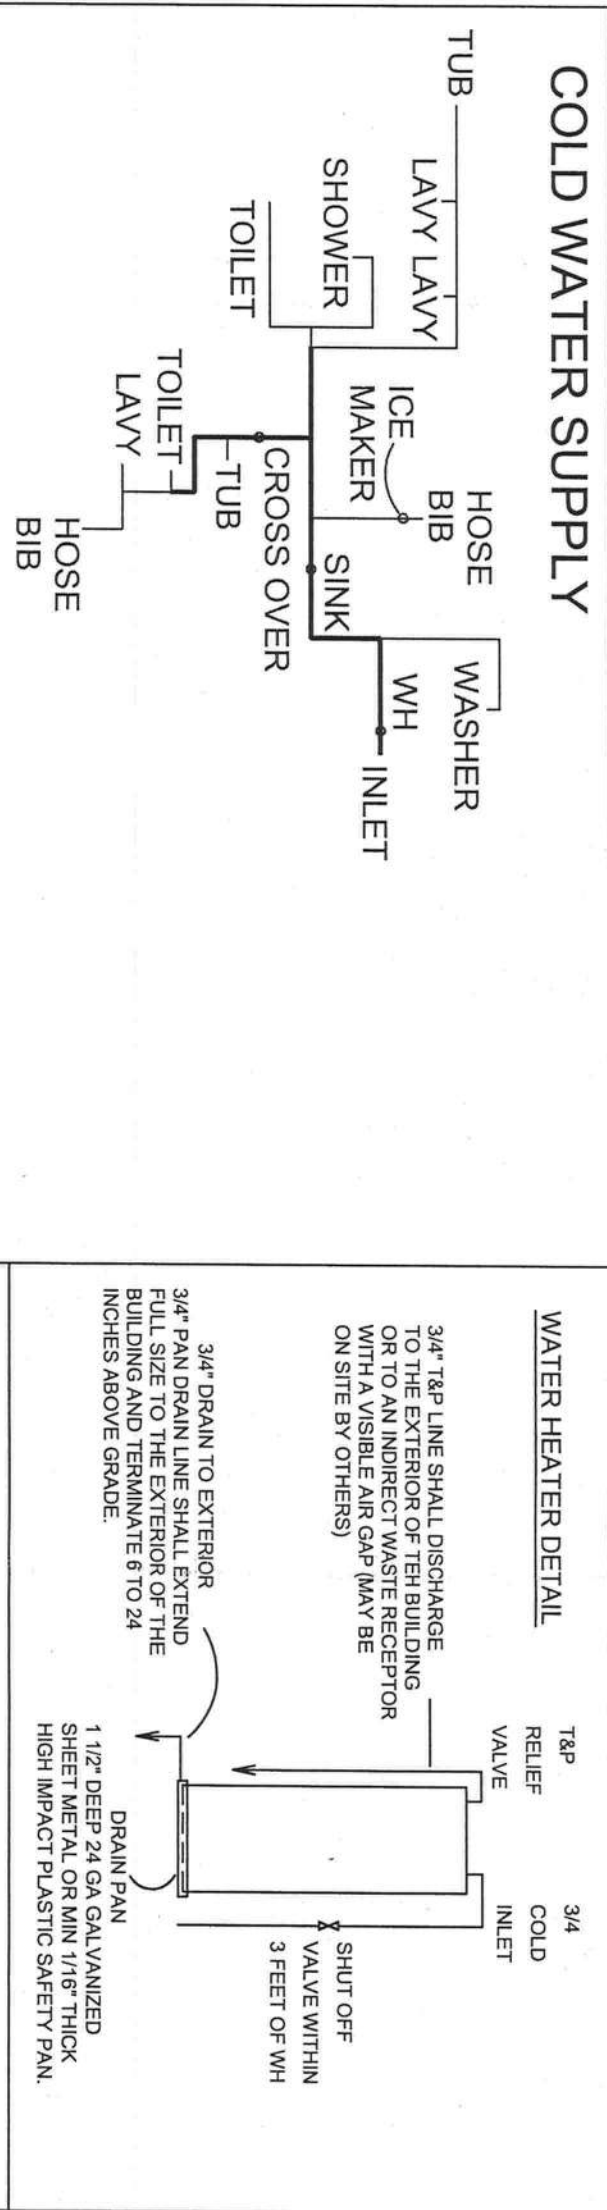 COLD WATER SUPPLY
TUB
LAVY LAVY
SHOWER
TOILET
ICE
MAKER
HOSE
BIB
WASHER
WH
INLET
SINK
CROSS OVER
TUB
TOILET
LAVY
HOSE
BIB
WATER HEATER DETAIL
T&P
RELIEF
VALVE
3/4
COLD
INLET
3/4" T&P LINE SHALL DISCHARGE
TO THE EXTERIOR OF TEH BUILDING
OR TO AN INDIRECT WASTE RECEPTOR
WITH A VISIBLE AIR GAP (MAY BE
ON SITE BY OTHERS)
SHUT OFF
VALVE WITHIN
3 FEET OF WH
3/4" DRAIN TO EXTERIOR
3/4" PAN DRAIN LINE SHALL EXTEND
FULL SIZE TO THE EXTERIOR OF THE
BUILDING AND TERMINATE 6 TO 24
INCHES ABOVE GRADE.
DRAIN PAN
1 1/2" DEEP 24 GA GALVANIZED
SHEET METAL OR MIN 1/16" THICK
HIGH IMPACT PLASTIC SAFETY PAN.